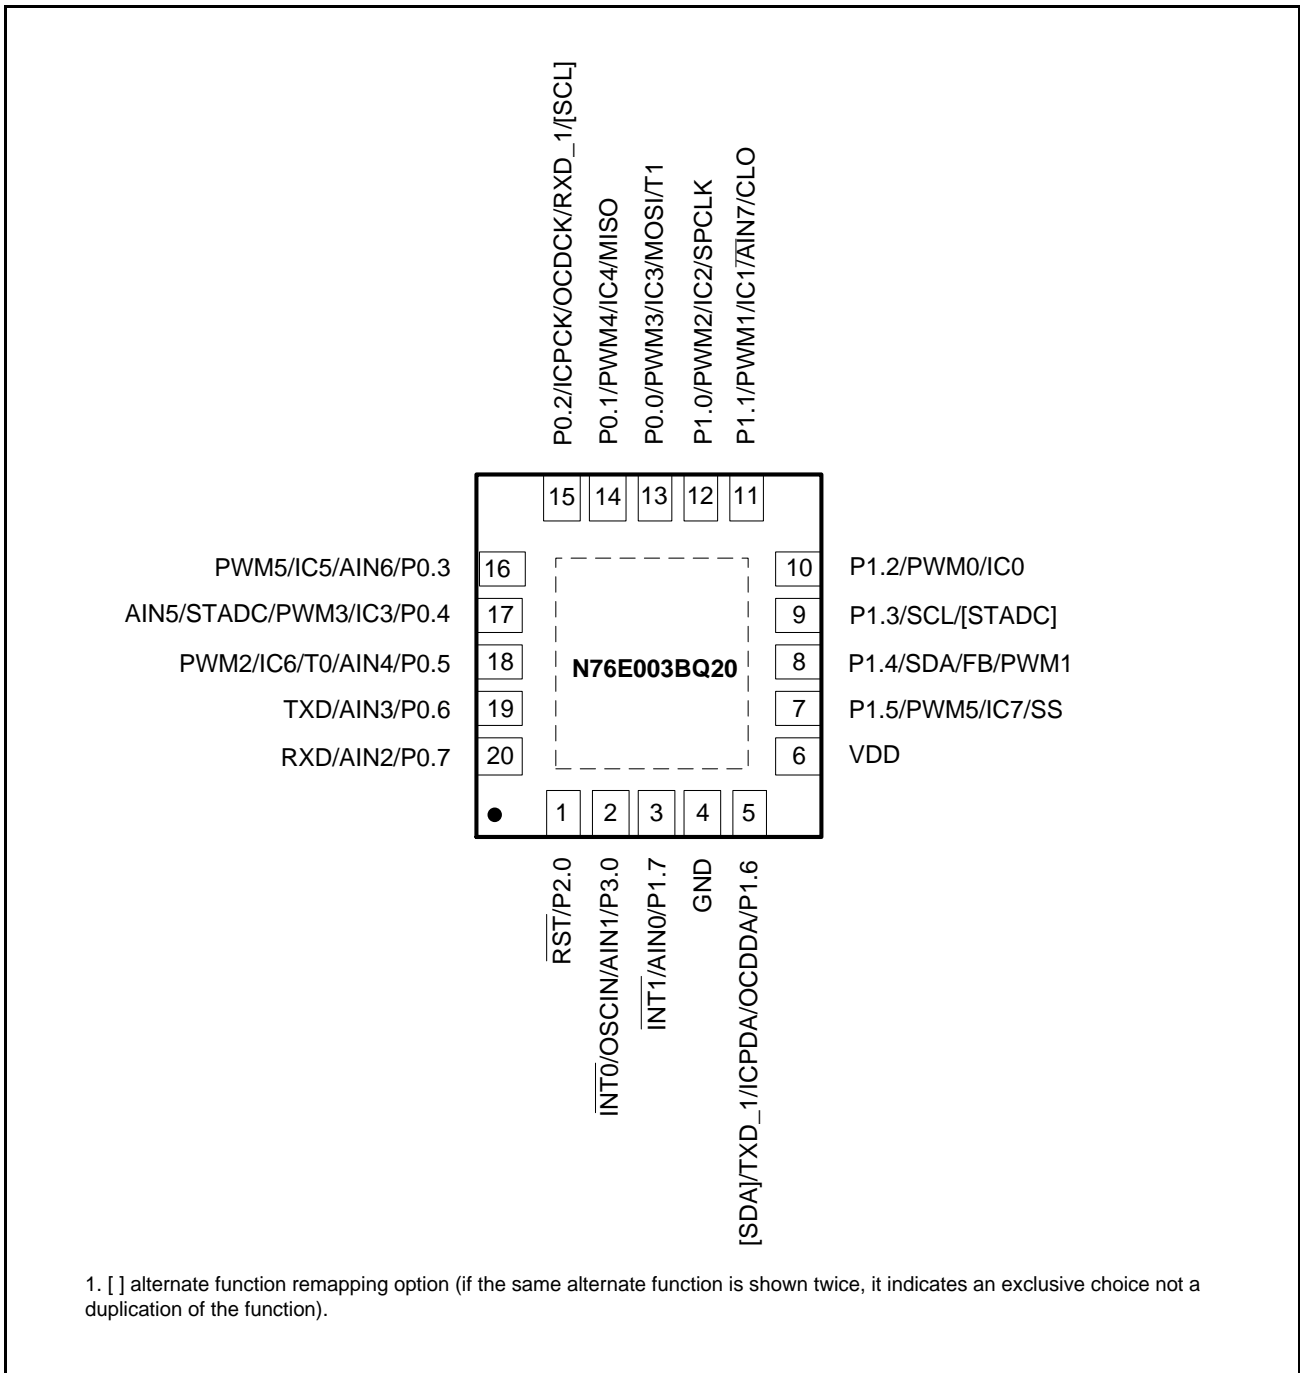 P0.2/ICPCK/OCDCK/RXD_1/[SCL]
P0.1/PWM4/IC4/MISO
P0.0/PWM3/IC3/MOSI/T1
P1.0/PWM2/IC2/SPCLK
P1.1/PWM1/IC1/AIN7/CLO
15 14 13 12 11
PWM5/IC5/AIN6/P0.3 16
AIN5/STADC/PWM3/IC3/P0.4 17
PWM2/IC6/T0/AIN4/P0.5 18
TXD/AIN3/P0.6 19
RXD/AIN2/P0.7 20
N76E003BQ20
10 P1.2/PWM0/IC0
9 P1.3/SCL/[STADC]
8 P1.4/SDA/FB/PWM1
7 P1.5/PWM5/IC7/SS
6 VDD
1 2 3 4 5
RST/P2.0
INT0/OSCIN/AIN1/P3.0
INT1/AIN0/P1.7
GND
[SDA]/TXD_1/ICPDA/OCDDA/P1.6
1. [ ] alternate function remapping option (if the same alternate function is shown twice, it indicates an exclusive choice not a
duplication of the function).